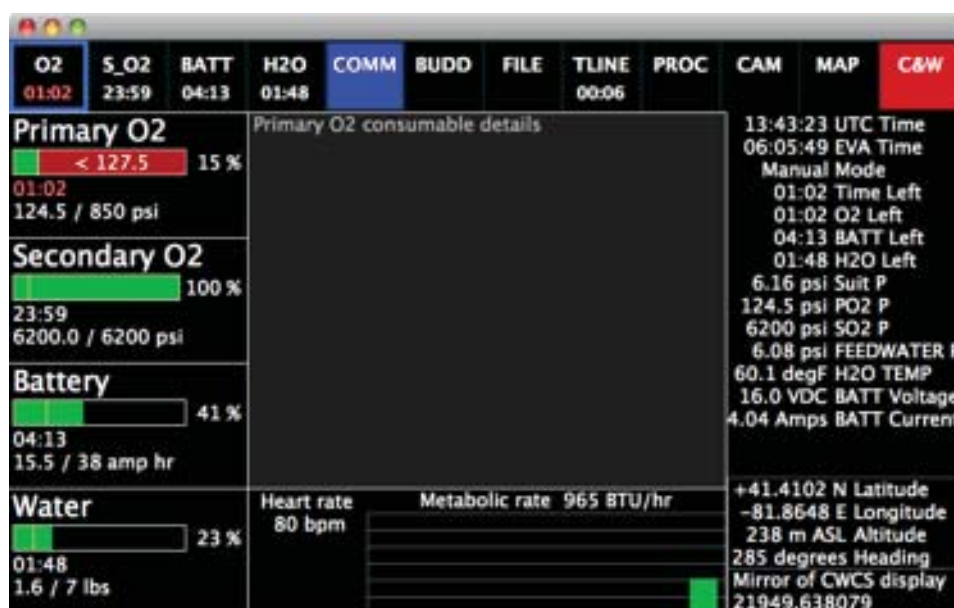 O2 S_O2 BATT H2O COMM BUDD FILE TLINE PROC CAM MAP C&W
01:02 23:59 04:13 01:48 00:06
Primary O2
< 127.5 15 %
01:02
124.5 / 850 psi
Secondary O2
100 %
23:59
6200.0 / 6200 psi
Battery
41 %
04:13
15.5 / 38 amp hr
Water
23 %
01:48
1.6 / 7 lbs
Primary O2 consumable details
Heart rate
80 bpm
Metabolic rate 965 BTU/hr
13:43:23 UTC Time
06:05:49 EVA Time
Manual Mode
01:02 Time Left
01:02 O2 Left
04:13 BATT Left
01:48 H2O Left
6.16 psi Suit P
124.5 psi PO2 P
6200 psi SO2 P
6.08 psi FEEDWATER P
60.1 degF H2O TEMP
16.0 VDC BATT Voltage
4.04 Amps BATT Current
+41.4102 N Latitude
-81.8648 E Longitude
238 m ASL Altitude
285 degrees Heading
Mirror of CWCS display
21949.638079